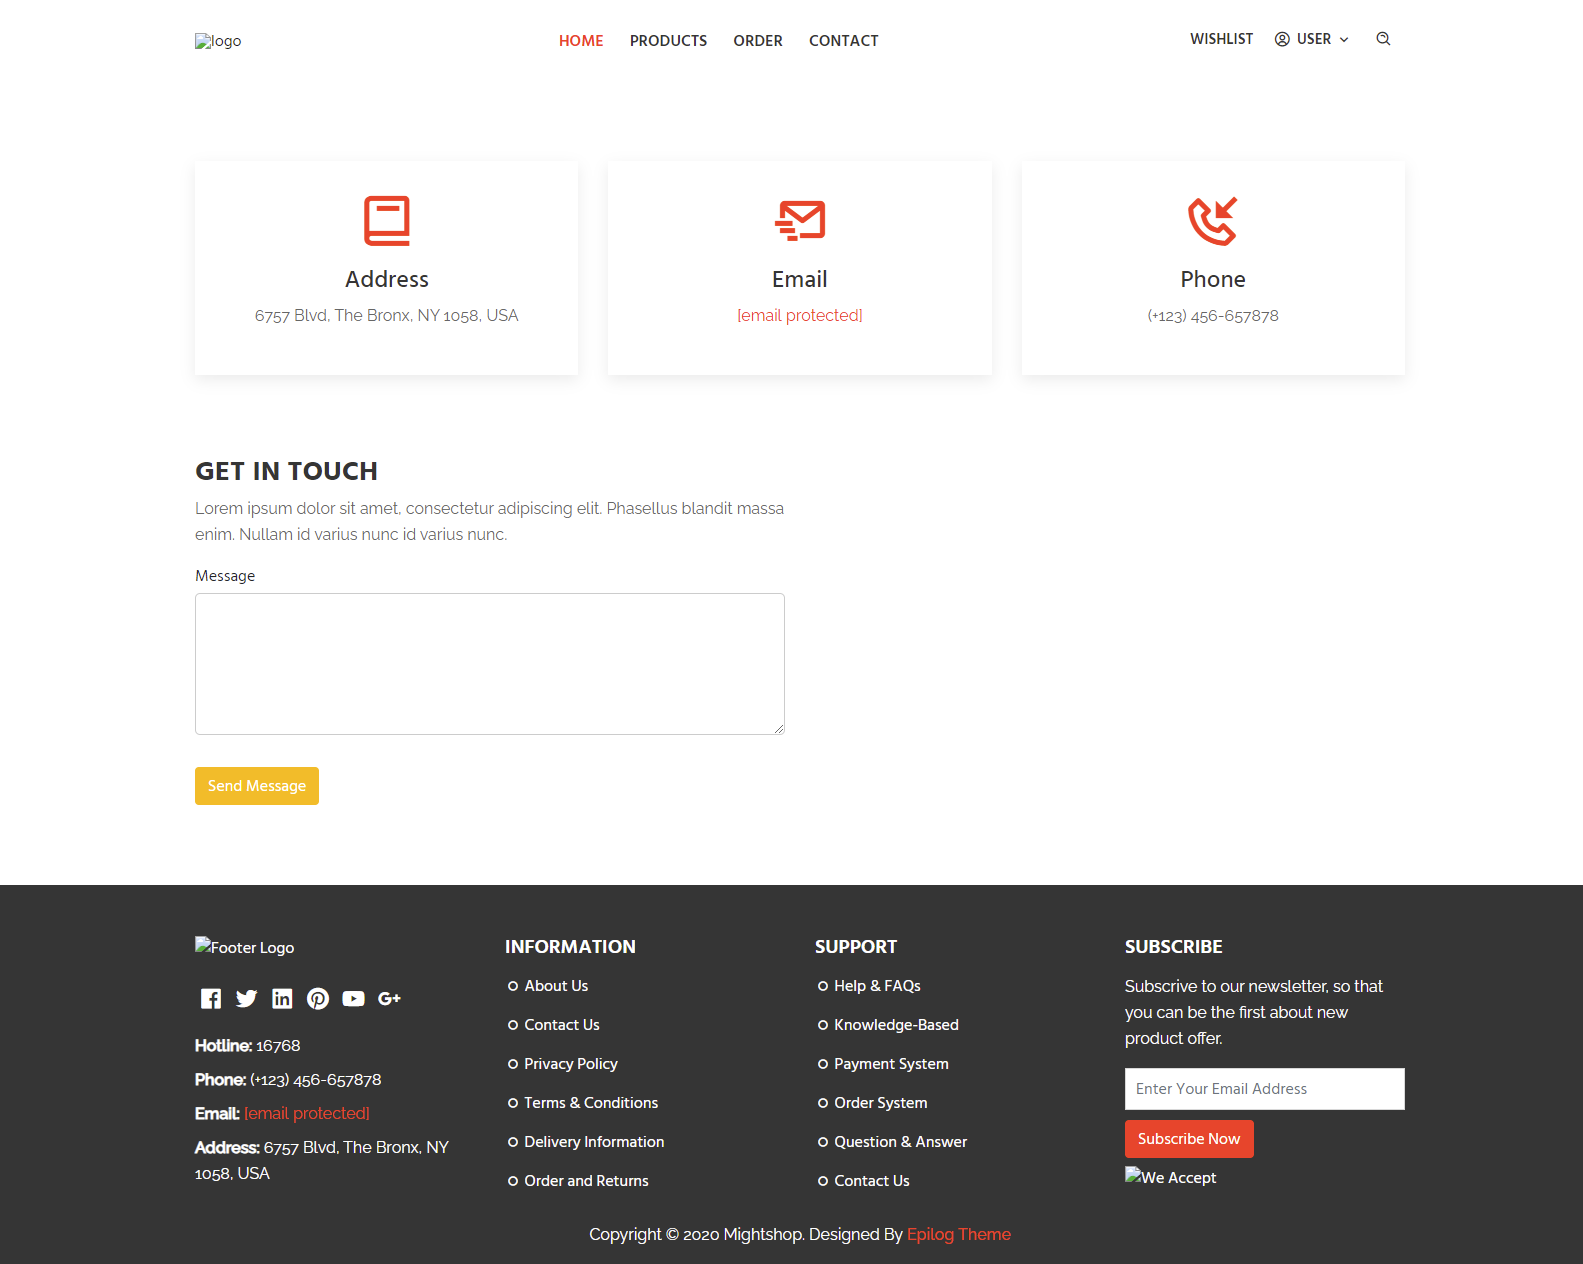 logo
HOME PRODUCTS ORDER CONTACT
WISHLIST USER
Address
6757 Blvd, The Bronx, NY 1058, USA
Email
[email protected]
Phone
(+123) 456-657878
GET IN TOUCH
Lorem ipsum dolor sit amet, consectetur adipiscing elit. Phasellus blandit massa
enim. Nullam id varius nunc id varius nunc.
Message
Send Message
Footer Logo
Hotline: 16768
Phone: (+123) 456-657878
Email: [email protected]
Address: 6757 Blvd, The Bronx, NY
1058, USA
INFORMATION
About Us
Contact Us
Privacy Policy
Terms & Conditions
Delivery Information
Order and Returns
SUPPORT
Help & FAQs
Knowledge-Based
Payment System
Order System
Question & Answer
Contact Us
SUBSCRIBE
Subscrive to our newsletter, so that
you can be the first about new
product offer.
Enter Your Email Address
Subscribe Now
We Accept
Copyright © 2020 Mightshop. Designed By Epilog Theme